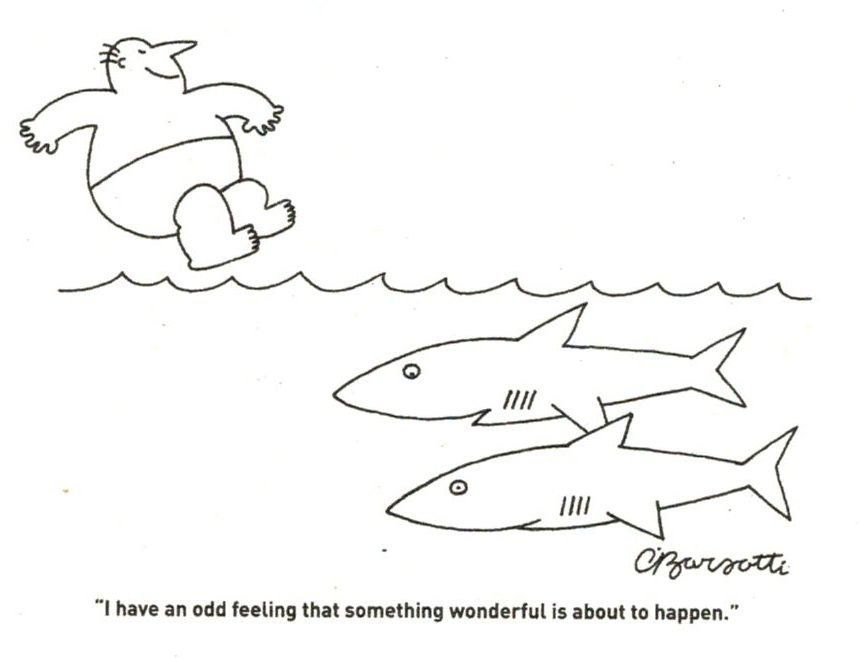 CBarsotti
"I have an odd feeling that something wonderful is about to happen."